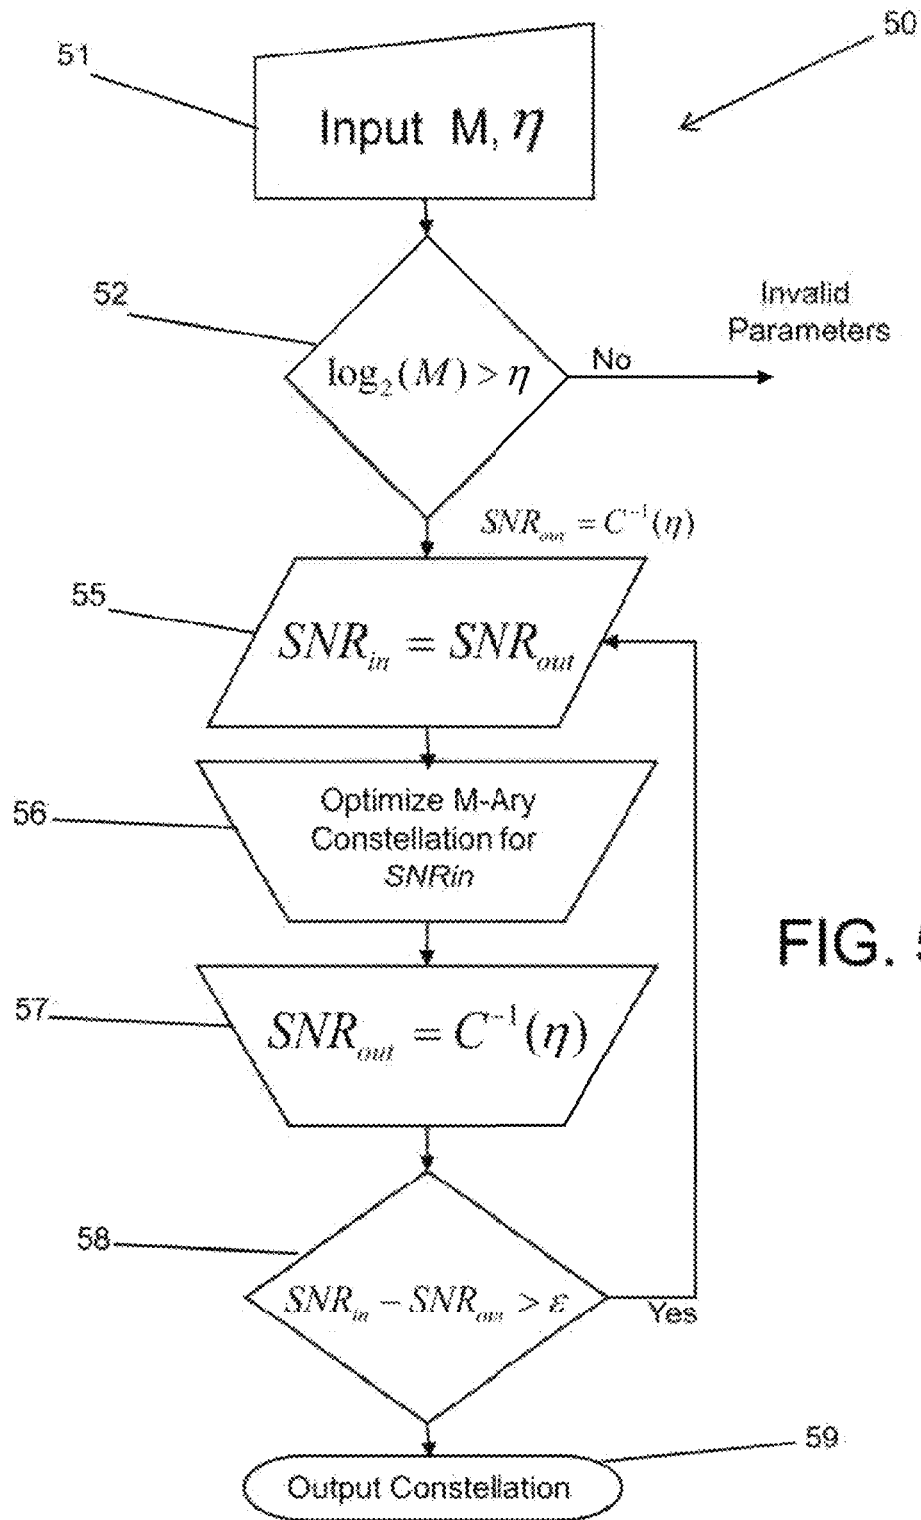 50
51
Input M, η
52
Invalid
Parameters
log₂(M) > η
No
SNR_out = C⁻¹(η)
55
SNR_in = SNR_out
56
Optimize M-Ary
Constellation for
SNRin
FIG. 5
57
SNR_out = C⁻¹(η)
58
SNR_in − SNR_out > ε
Yes
59
Output Constellation